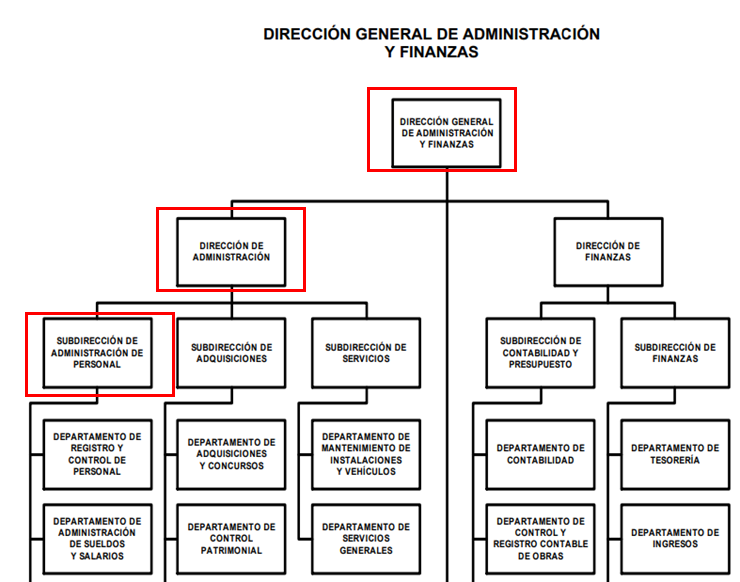 DIRECCIÓN GENERAL DE ADMINISTRACIÓN
Y FINANZAS
DIRECCIÓN GENERAL
DE ADMINISTRACIÓN
Y FINANZAS
DIRECCIÓN DE
ADMINISTRACIÓN
DIRECCIÓN DE
FINANZAS
SUBDIRECCIÓN DE
ADMINISTRACIÓN DE
PERSONAL
SUBDIRECCIÓN DE
ADQUISICIONES
SUBDIRECCIÓN DE
SERVICIOS
SUBDIRECCIÓN DE
CONTABILIDAD Y
PRESUPUESTO
SUBDIRECCIÓN DE
FINANZAS
DEPARTAMENTO DE
REGISTRO Y
CONTROL DE
PERSONAL
DEPARTAMENTO DE
ADQUISICIONES
Y CONCURSOS
DEPARTAMENTO DE
MANTENIMIENTO DE
INSTALACIONES
Y VEHÍCULOS
DEPARTAMENTO DE
CONTABILIDAD
DEPARTAMENTO DE
TESORERÍA
DEPARTAMENTO DE
ADMINISTRACIÓN
DE SUELDOS
Y SALARIOS
DEPARTAMENTO DE
CONTROL
PATRIMONIAL
DEPARTAMENTO DE
SERVICIOS
GENERALES
DEPARTAMENTO DE
CONTROL Y
REGISTRO CONTABLE
DE OBRAS
DEPARTAMENTO DE
INGRESOS